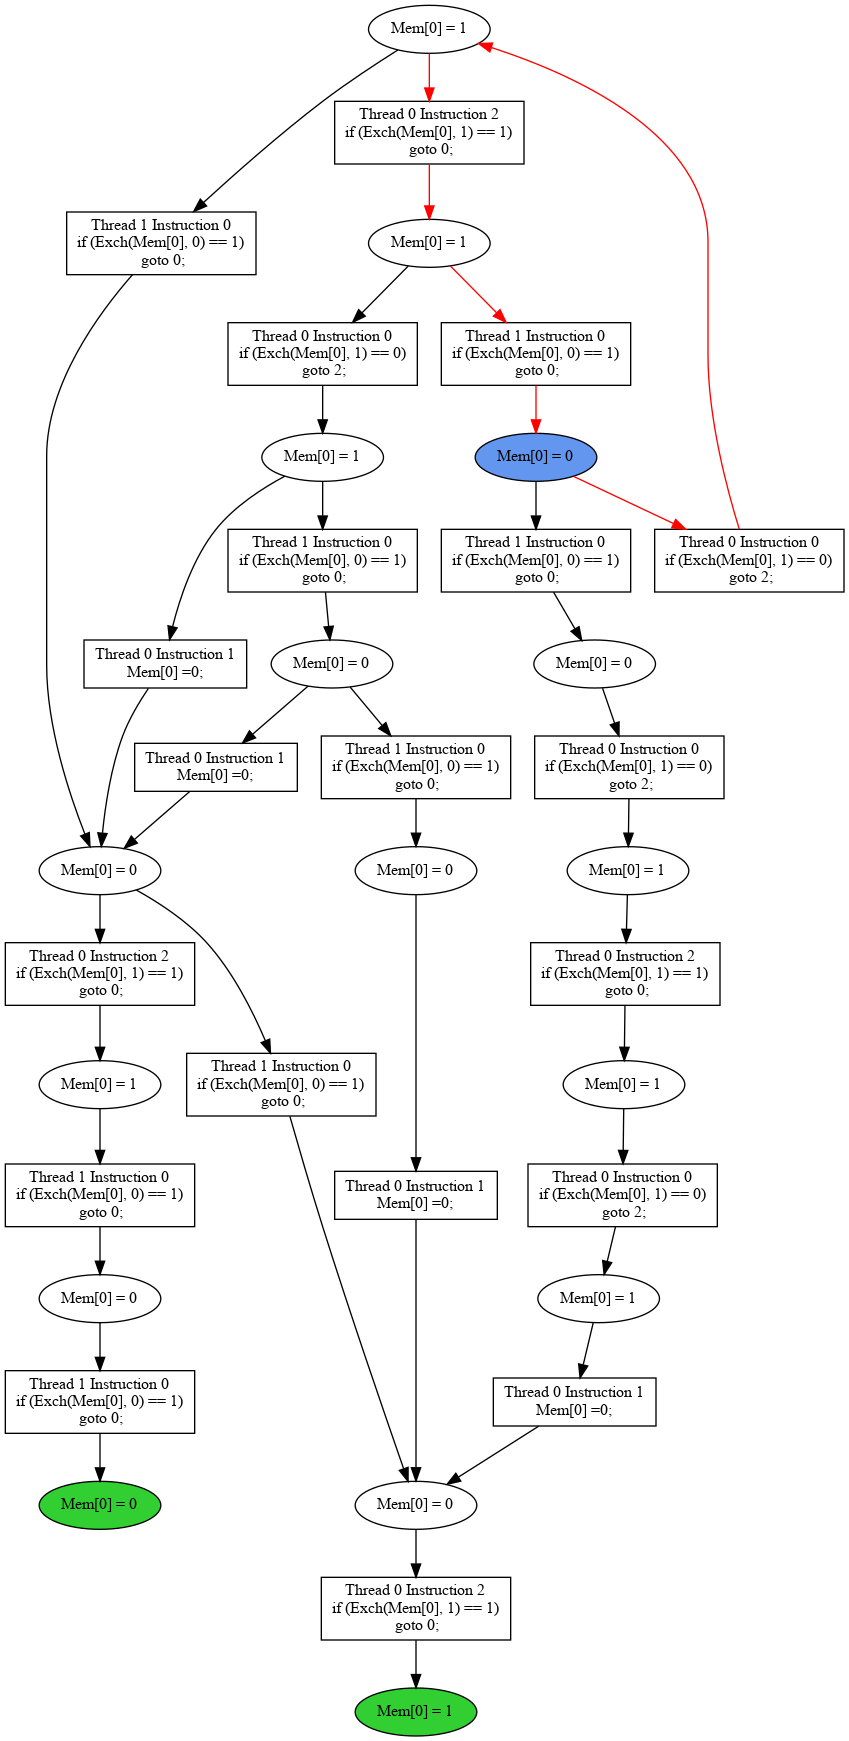 Mem[0] = 1
Thread 0 Instruction 2
if (Exch(Mem[0], 1) == 1)
goto 0;
Thread 1 Instruction 0
if (Exch(Mem[0], 0) == 1)
goto 0;
Mem[0] = 1
Thread 0 Instruction 0
if (Exch(Mem[0], 1) == 0)
goto 2;
Thread 1 Instruction 0
if (Exch(Mem[0], 0) == 1)
goto 0;
Mem[0] = 1
Mem[0] = 0
Thread 1 Instruction 0
if (Exch(Mem[0], 0) == 1)
goto 0;
Thread 1 Instruction 0
if (Exch(Mem[0], 0) == 1)
goto 0;
Thread 0 Instruction 0
if (Exch(Mem[0], 1) == 0)
goto 2;
Thread 0 Instruction 1
Mem[0] =0;
Mem[0] = 0
Mem[0] = 0
Thread 0 Instruction 1
Mem[0] =0;
Thread 1 Instruction 0
if (Exch(Mem[0], 0) == 1)
goto 0;
Thread 0 Instruction 0
if (Exch(Mem[0], 1) == 0)
goto 2;
Mem[0] = 0
Mem[0] = 0
Mem[0] = 1
Thread 0 Instruction 2
if (Exch(Mem[0], 1) == 1)
goto 0;
Thread 0 Instruction 2
if (Exch(Mem[0], 1) == 1)
goto 0;
Mem[0] = 1
Thread 1 Instruction 0
if (Exch(Mem[0], 0) == 1)
goto 0;
Mem[0] = 1
Thread 1 Instruction 0
if (Exch(Mem[0], 0) == 1)
goto 0;
Thread 0 Instruction 1
Mem[0] =0;
Thread 0 Instruction 0
if (Exch(Mem[0], 1) == 0)
goto 2;
Mem[0] = 0
Mem[0] = 1
Thread 1 Instruction 0
if (Exch(Mem[0], 0) == 1)
goto 0;
Thread 0 Instruction 1
Mem[0] =0;
Mem[0] = 0
Mem[0] = 0
Thread 0 Instruction 2
if (Exch(Mem[0], 1) == 1)
goto 0;
Mem[0] = 1